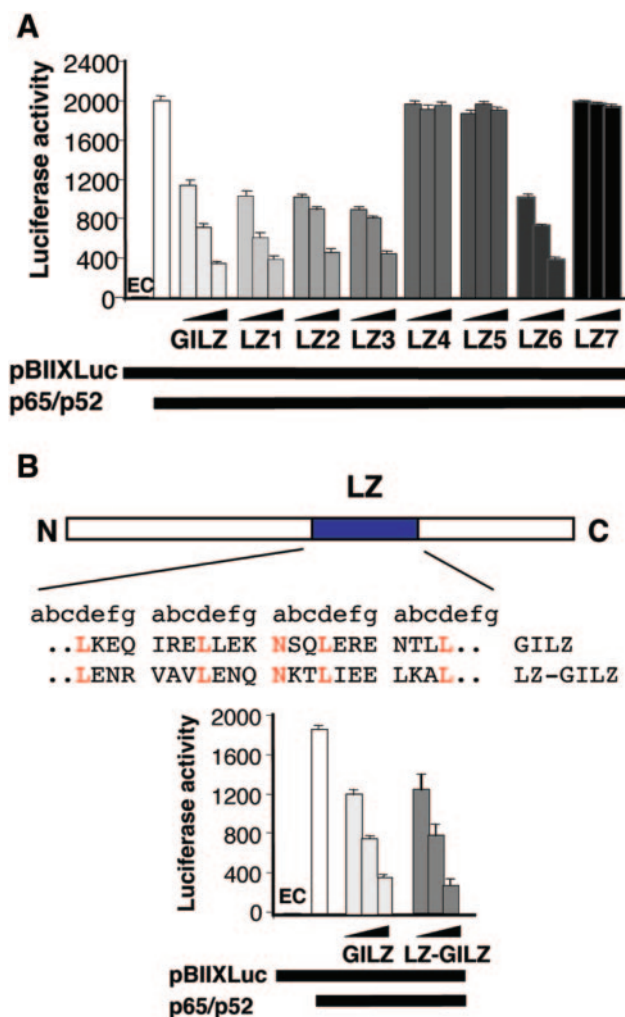 A
Luciferase activity
2400
2000
1600
1200
800
400
0
EC
GILZ LZ1 LZ2 LZ3 LZ4 LZ5 LZ6 LZ7
pBIIXLuc
p65/p52
B
LZ
N C
abcdefg abcdefg abcdefg abcdefg
..LKEQ IRELLEK NSQLERE NTLL.. GILZ
..LENR VAVLENQ NKTLIEE LKAL.. LZ-GILZ
Luciferase activity
2000
1600
1200
800
400
0
EC
GILZ LZ-GILZ
pBIIXLuc
p65/p52